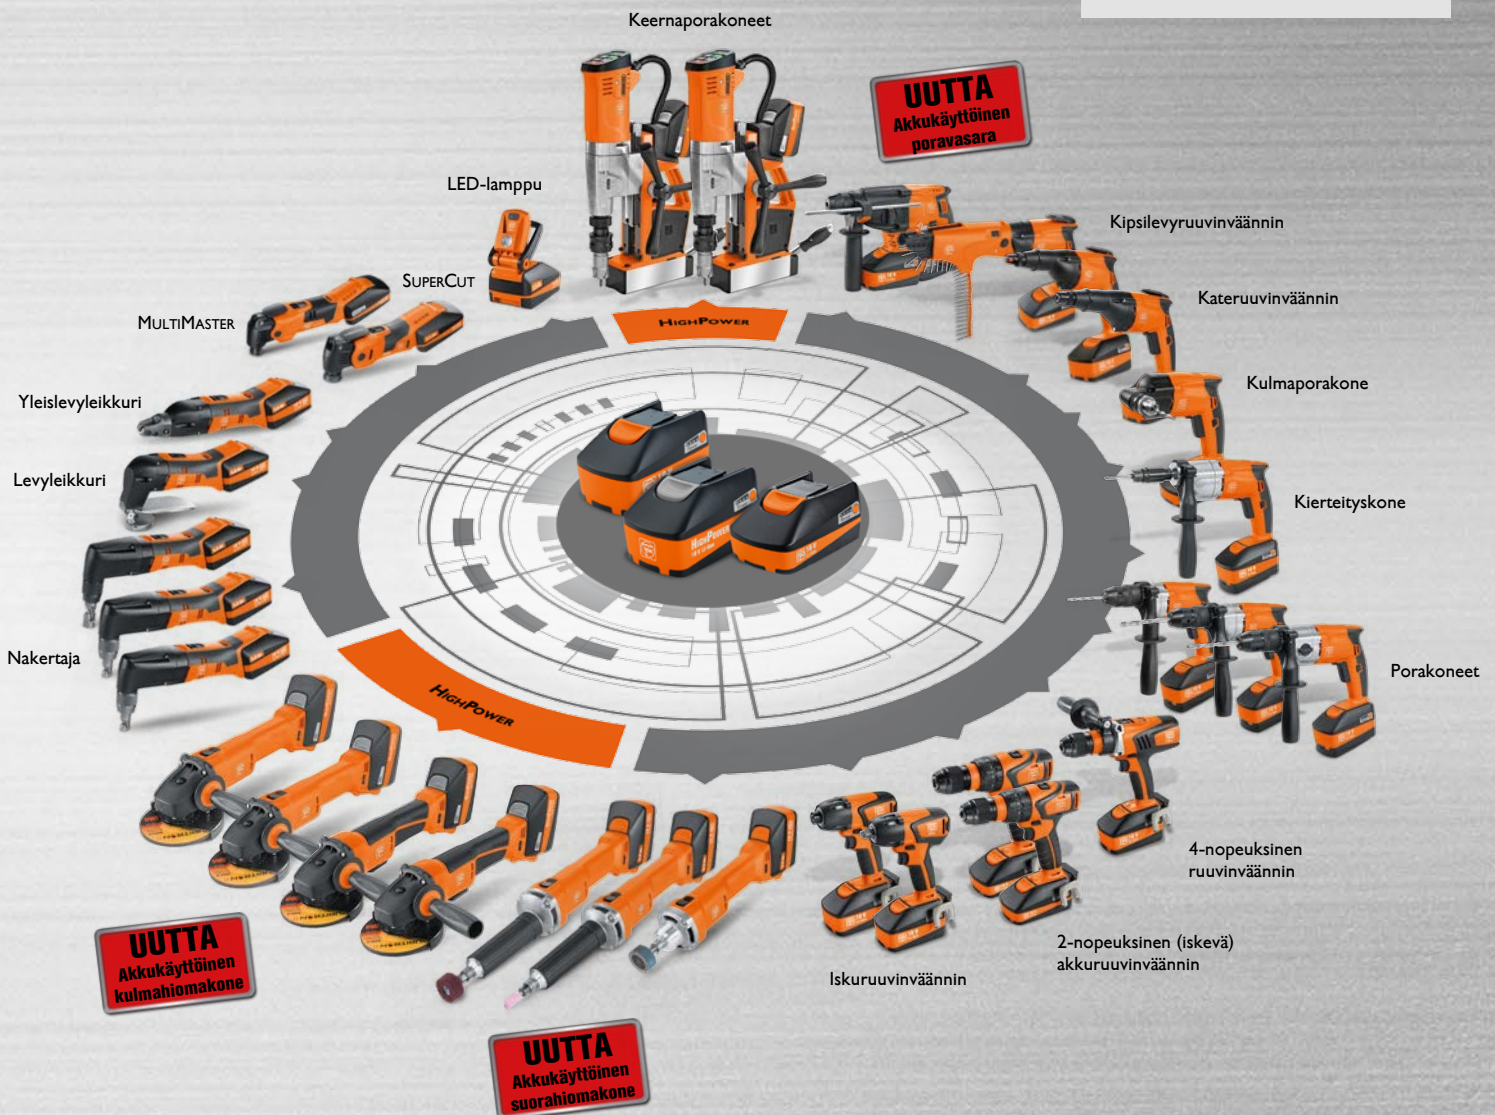 Keernaporakoneet
UUTTA
Akkukäyttöinen
poravasara
LED-lamppu
Kipsilevyruuvinväännin
SUPERCUT
MULTIMASTER
Kateruuvinväännin
HIGHPOWER
Yleislevyleikkuri
Kulmaporakone
Levyleikkuri
Kierteityskone
HIGHPOWER
Nakertaja
Porakoneet
HIGHPOWER
4-nopeuksinen
ruuvinväännin
2-nopeuksinen (iskevä)
akkuruuvinväännin
Iskuruuvinväännin
UUTTA
Akkukäyttöinen
kulmahiomakone
UUTTA
Akkukäyttöinen
suorahiomakone